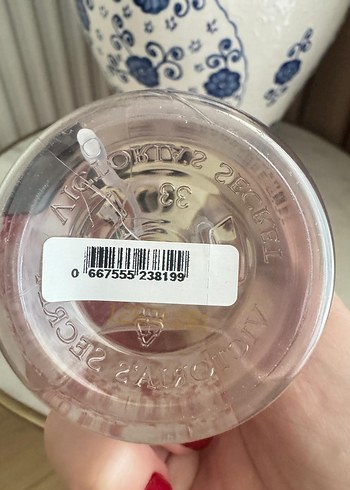 VICTORIA'S SECRET
33
0 667555 238199
VICTORIA'S SECRET